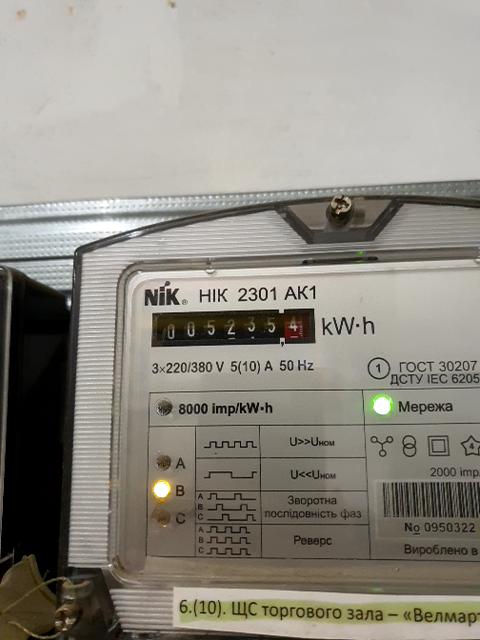 NiK® НІК 2301 АК1
005235 4 kW·h
3×220/380 V 5(10) A 50 Hz
1 ГОСТ 30207
ДСТУ IEC 6205
8000 imp/kW·h
Мережа
U>>Uном
A
U<<Uном
B
2000 imp
A
B
C
Зворотна
послідовність фаз
C
A
B
C
Реверс
No 0950322
Вироблено в
6.(10). ЩС торгового зала – «Велмарт